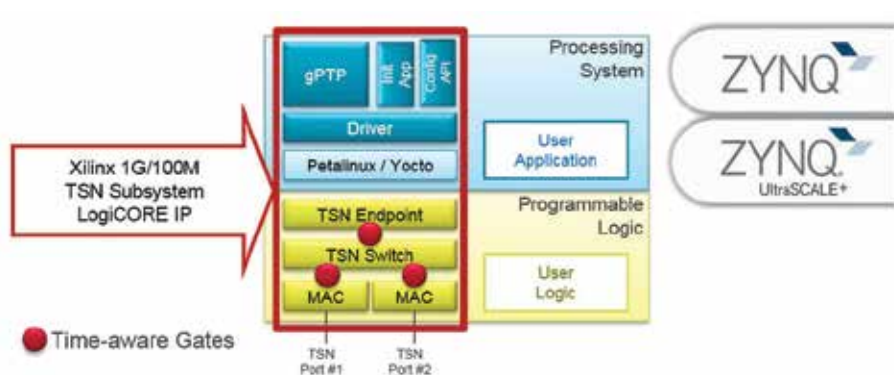 Xilinx 1G/100M
TSN Subsystem
LogiCORE IP
Time-aware Gates
gPTP
Init
App
Config
API
Driver
Petalinux / Yocto
TSN Endpoint
TSN Switch
MAC
MAC
TSN
Port #1
TSN
Port #2
Processing
System
User
Application
Programmable
Logic
User
Logic
ZYNQ
ZYNQ
UltraSCALE+